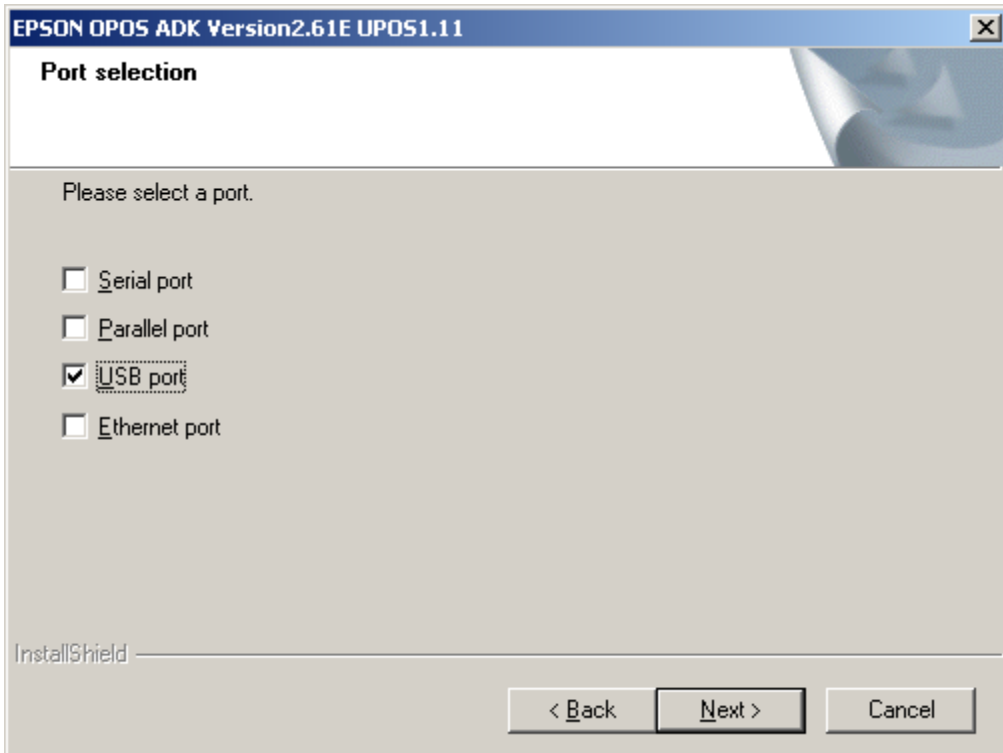 EPSON OPOS ADK Version2.61E UPOS1.11
Port selection
Please select a port.
Serial port
Parallel port
USB port
Ethernet port
InstallShield
< Back
Next >
Cancel